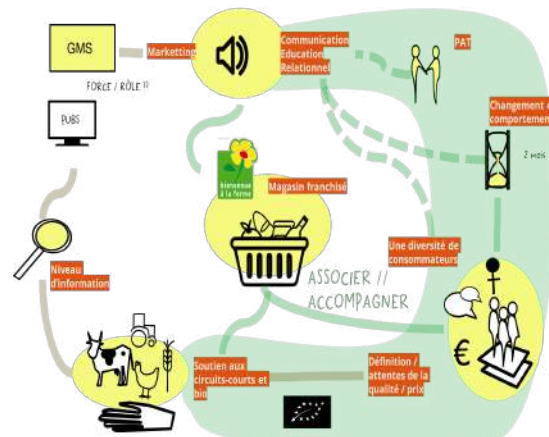 GMS
Marketting
Communication
Education
Relationnel
PAT
FORCE / RÔLE
PUBS
Changement
comportement
2 mois
bienvenue
à la ferme
Magasin franchisé
Une diversité de
consommateurs
Niveau
d'information
ASSOCIER //
ACCOMPAGNER
Soutien aux
circuits-courts et
bio
Définition /
attentes de la
qualité / prix
€